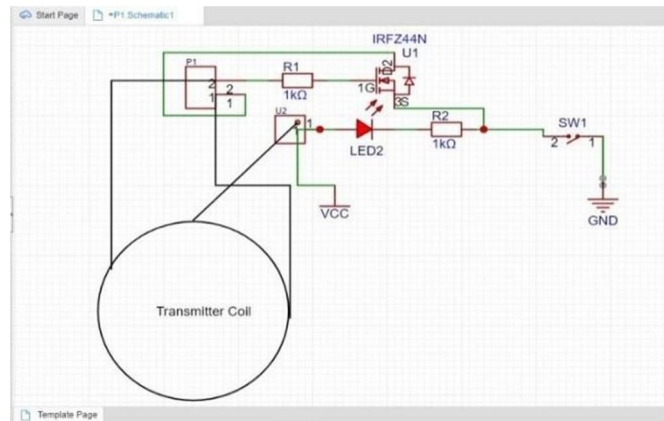 Start Page
*P1.Schematic1
IRFZ44N
U1
P1
R1
D2
2
2
1
1
1kΩ
1G
3S
U2
1
R2
SW1
1kΩ
2
1
LED2
VCC
GND
Transmitter Coil
Template Page